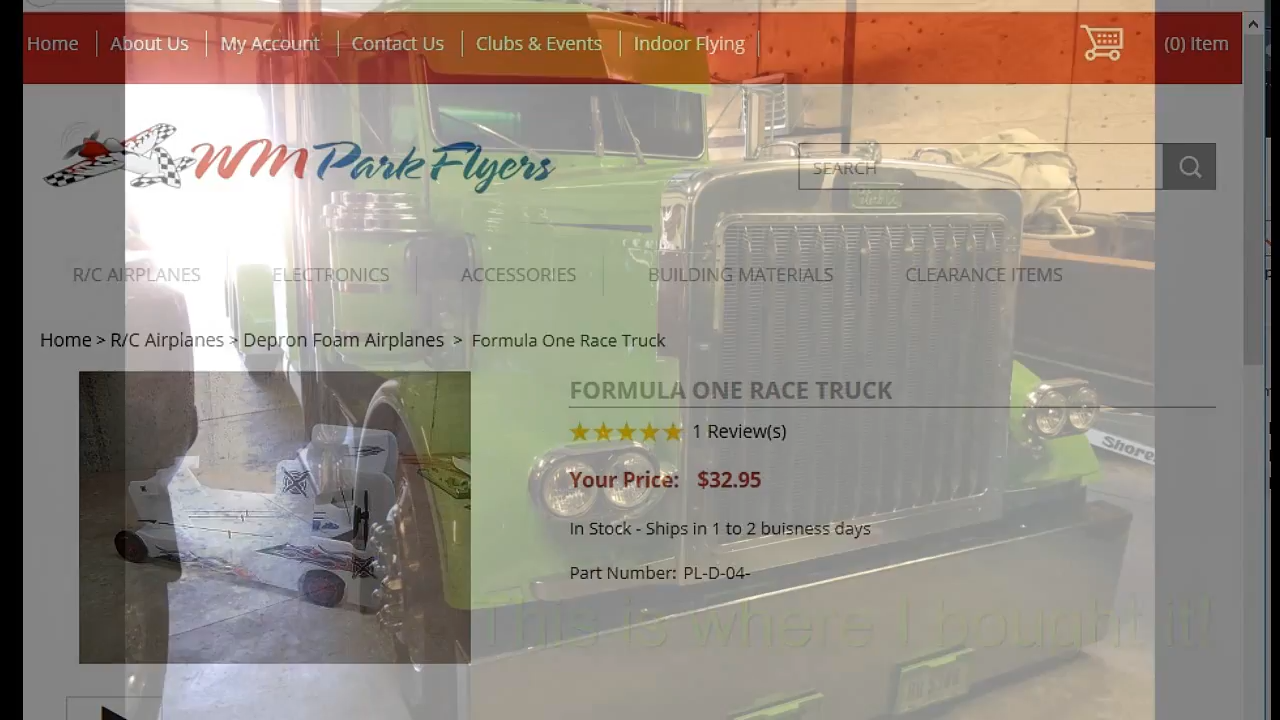 Home About Us My Account Contact Us Clubs & Events Indoor Flying (0) Item
WM Park Flyers
SEARCH
R/C AIRPLANES ELECTRONICS ACCESSORIES BUILDING MATERIALS CLEARANCE ITEMS
Home > R/C Airplanes > Depron Foam Airplanes > Formula One Race Truck
FORMULA ONE RACE TRUCK
1 Review(s)
Shore
Your Price: $32.95
In Stock - Ships in 1 to 2 buisness days
Part Number: PL-D-04-
This is where I bought it!